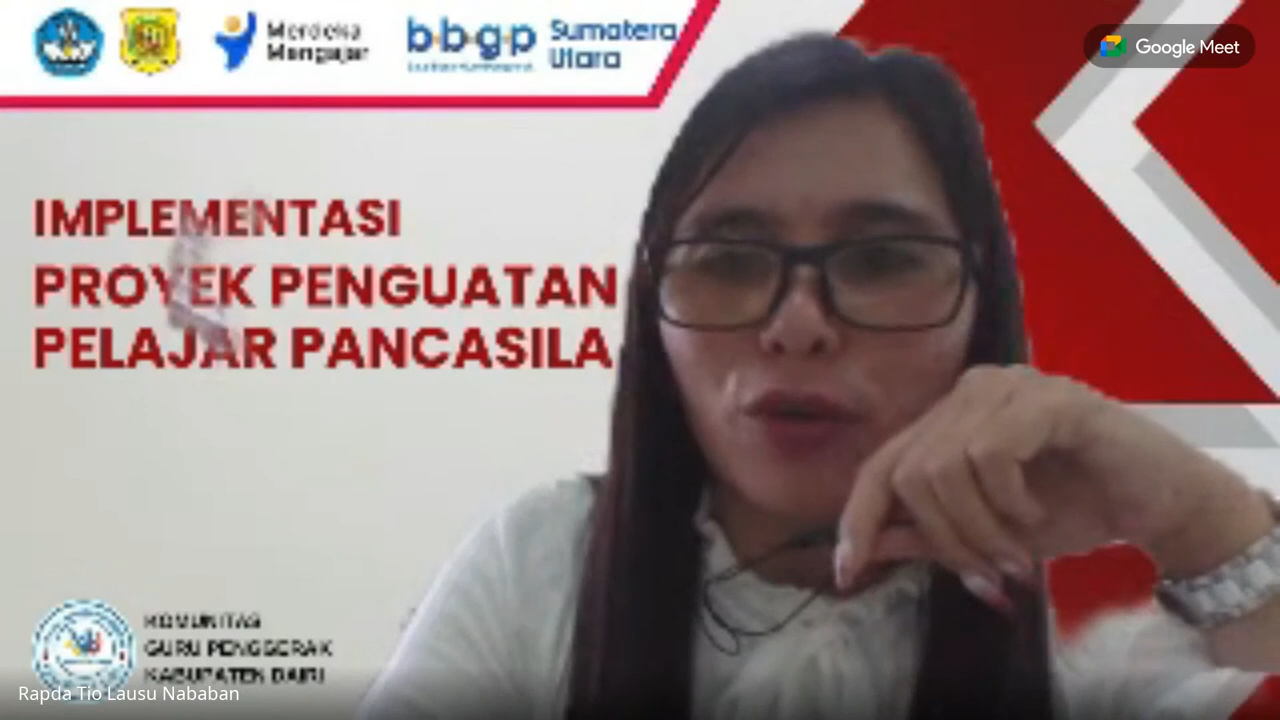 Merdeka
Mengajar
bbgp
Sumatera
Utara
Google Meet
IMPLEMENTASI
PROYEK PENGUATAN
PELAJAR PANCASILA
KOMUNITAS
GURU PENGGERAK
KABUPATEN DAIRI
Rapda Tio Lausu Nababan